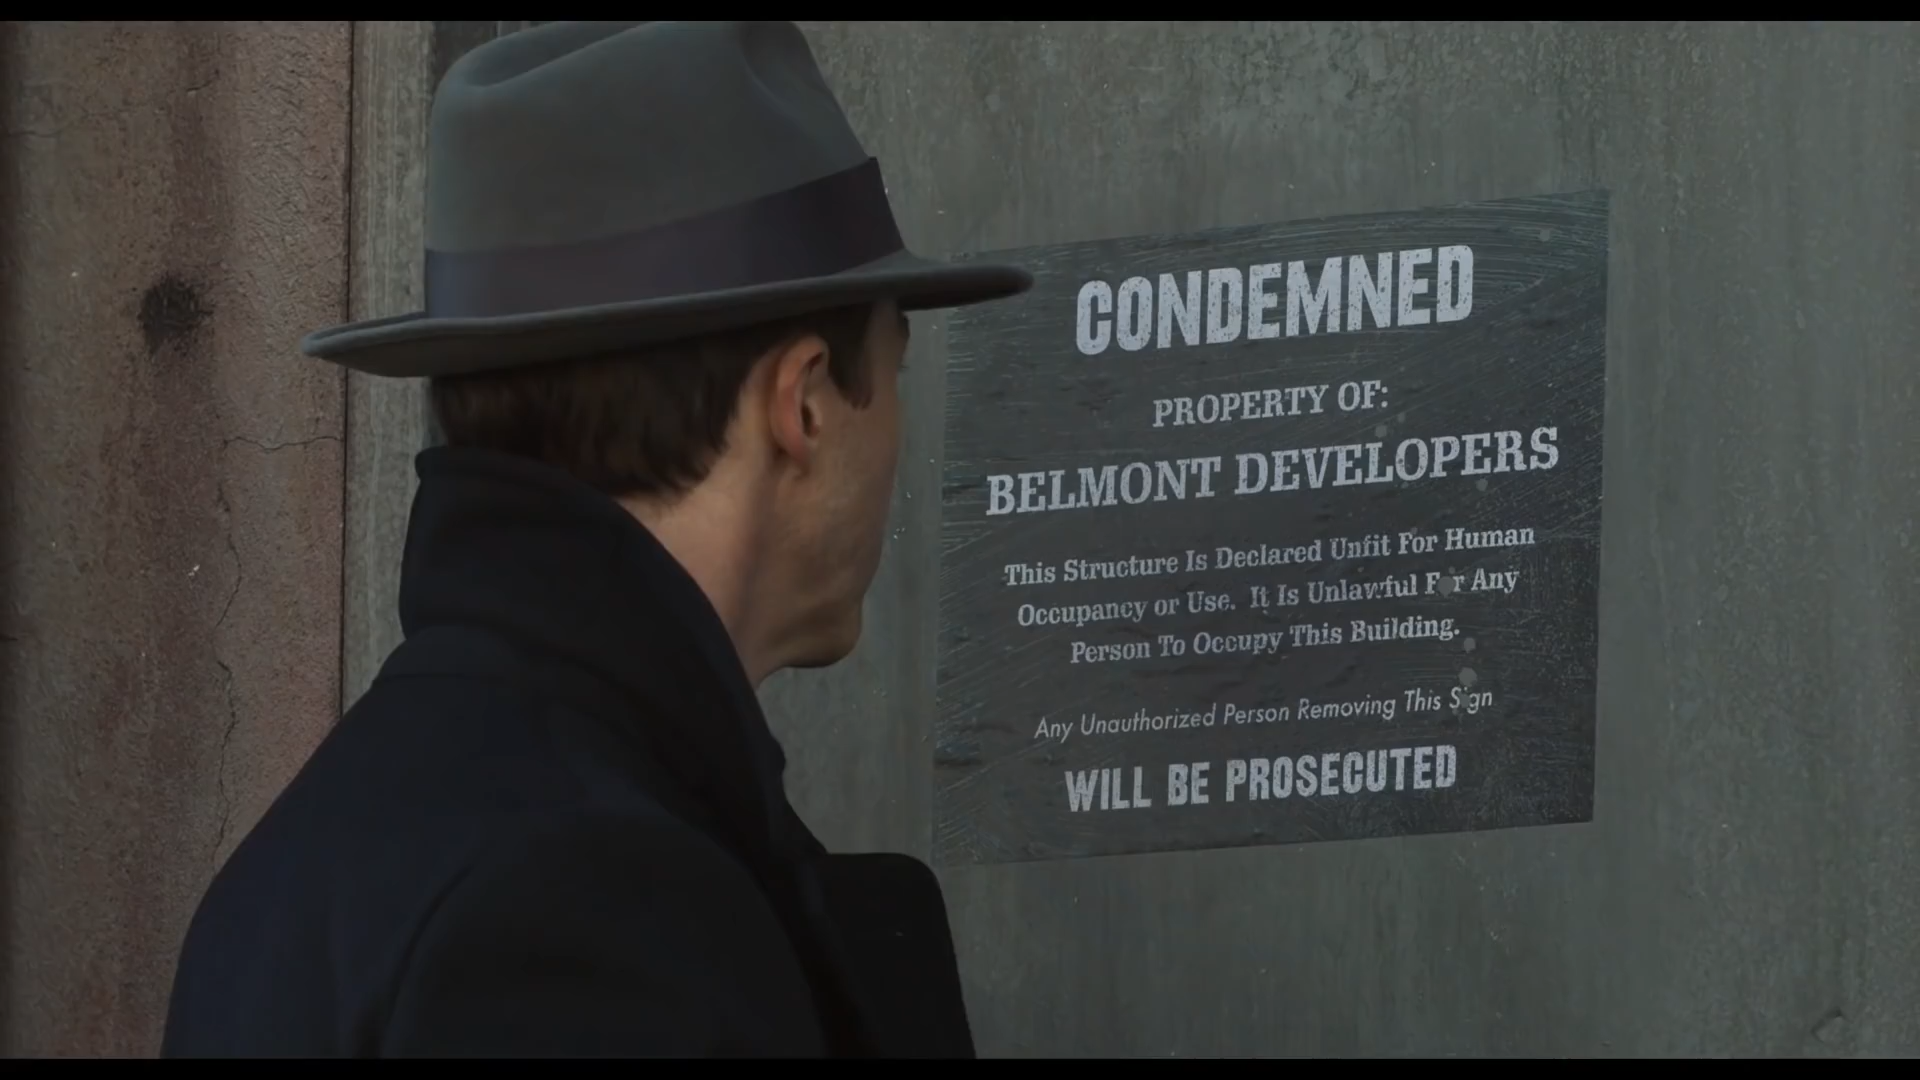 CONDEMNED
PROPERTY OF:
BELMONT DEVELOPERS
This Structure Is Declared Unfit For Human
Occupancy or Use. It Is Unlawful For Any
Person To Occupy This Building.
Any Unauthorized Person Removing This Sign
WILL BE PROSECUTED